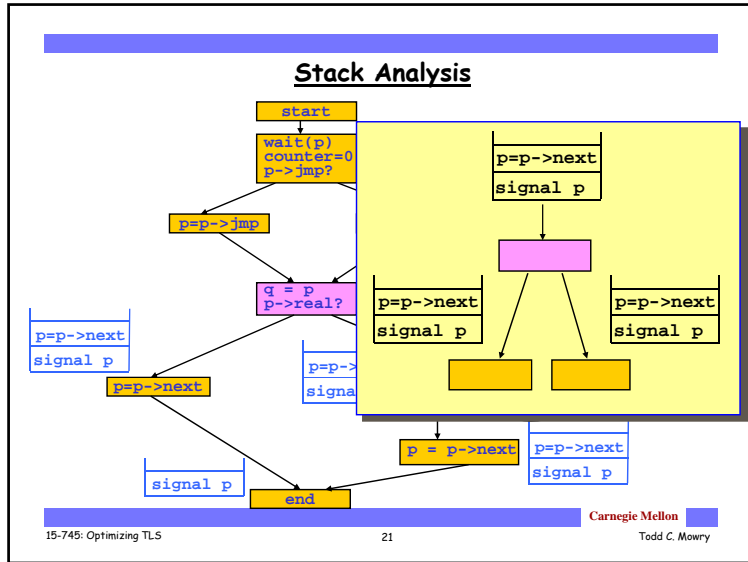 Stack Analysis
start
wait(p)
counter=0
p->jmp?
p=p->jmp
q = p
p->real?
p=p->next
signal p
p=p->next
signal p
p=p->next
signal p
p=p->next
signal p
p=p->next
p = p->next
p=p->next
signal p
signal p
end
Carnegie Mellon
15-745: Optimizing TLS
21
Todd C. Mowry